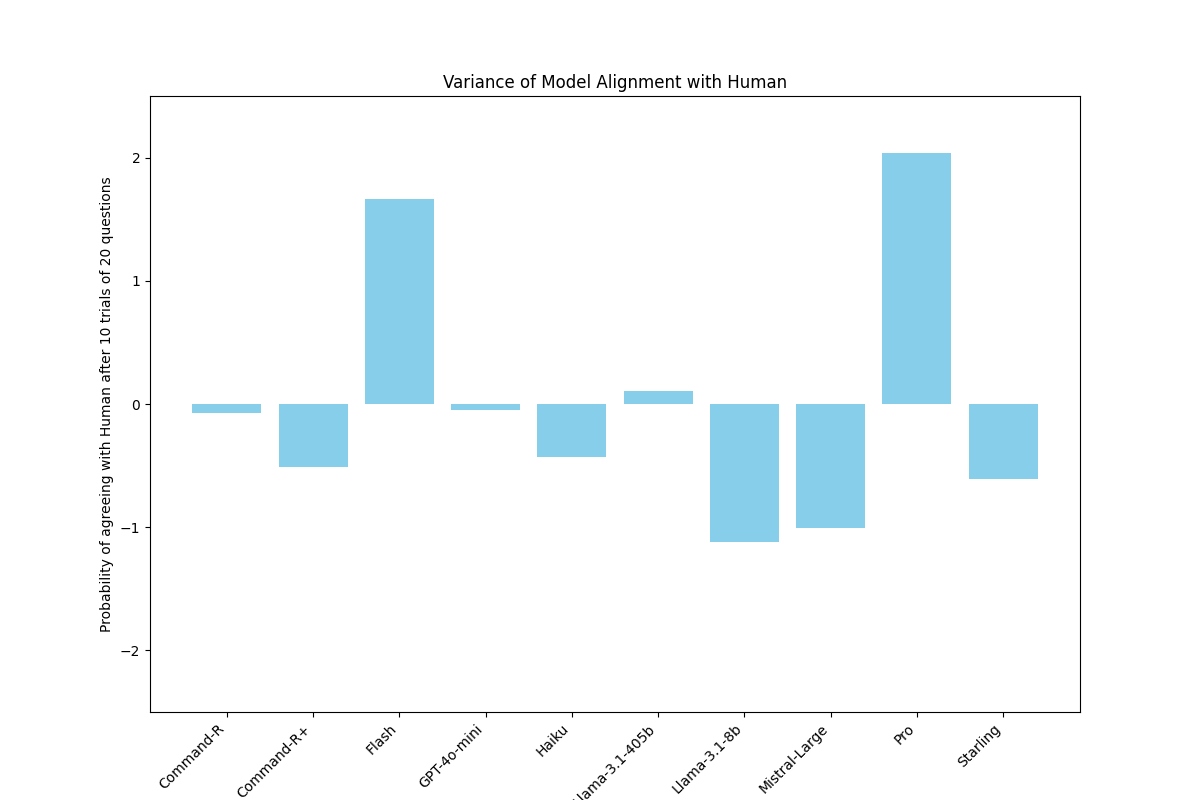 Variance of Model Alignment with Human
Probability of agreeing with Human after 10 trials of 20 questions
2
1
0
−1
−2
Command-R
Command-R+
Flash
GPT-4o-mini
Haiku
Llama-3.1-405b
Llama-3.1-8b
Mistral-Large
Pro
Starling